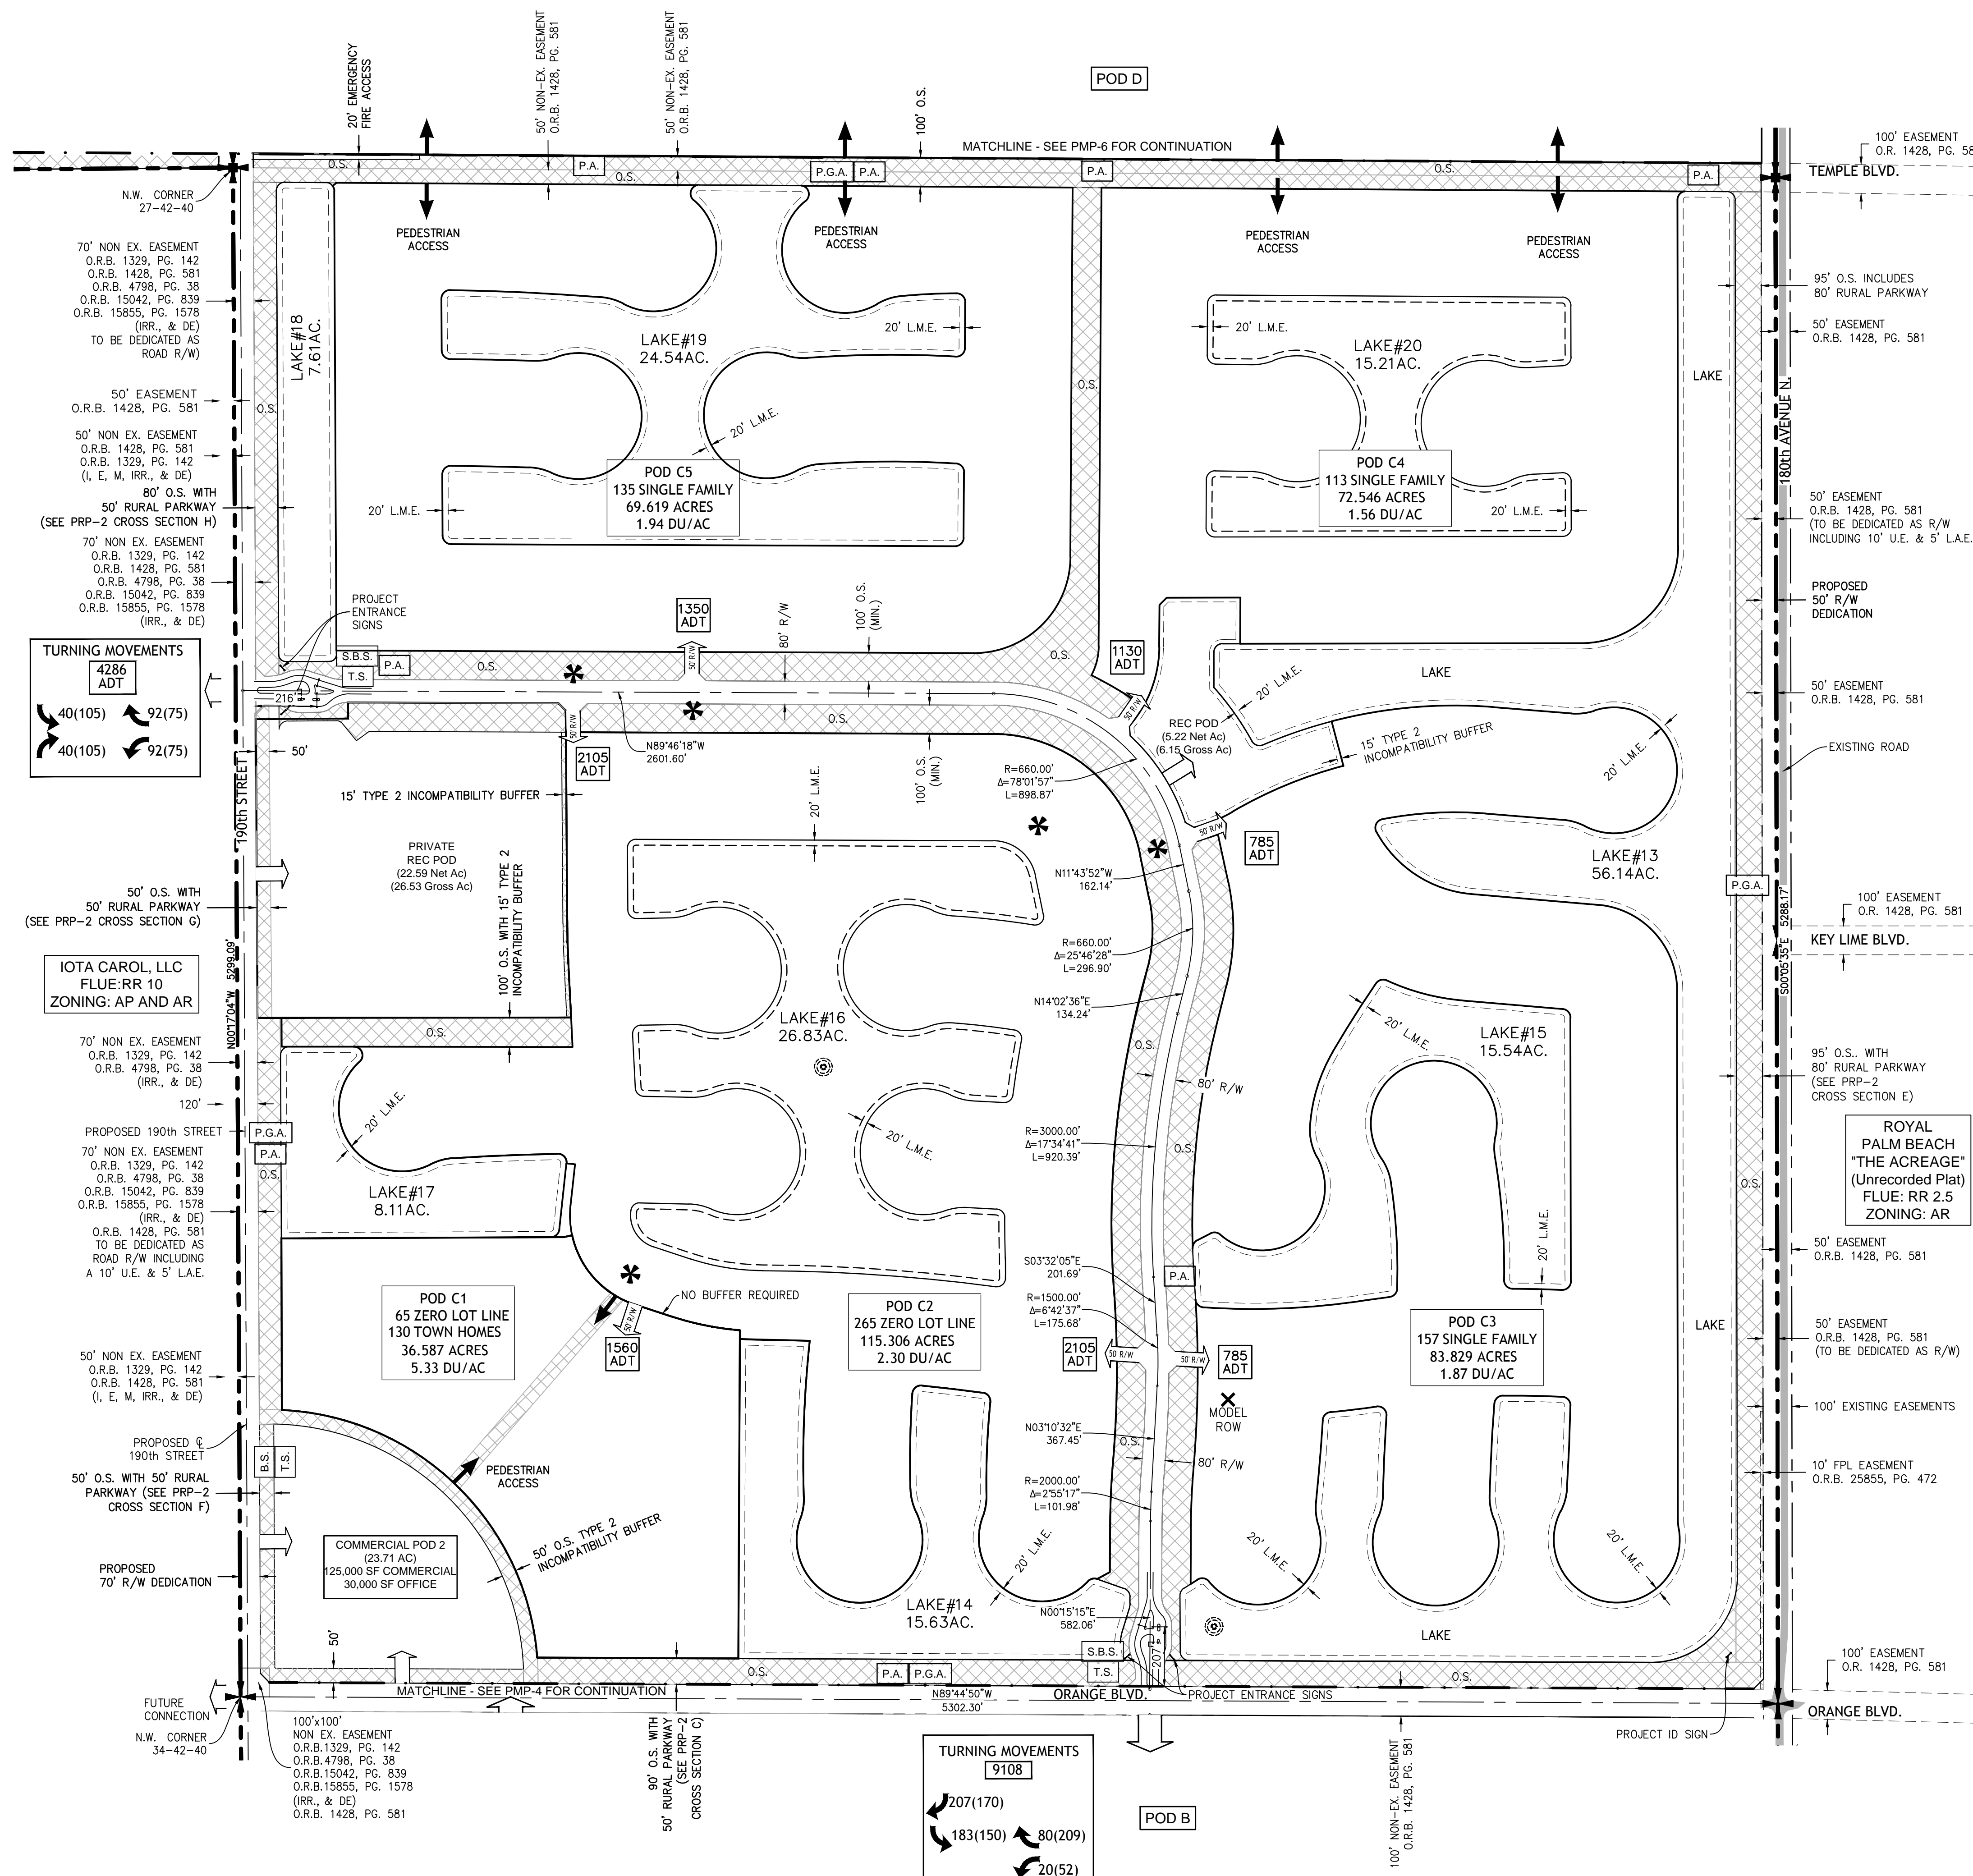 POD D
20' EMERGENCY
FIRE ACCESS
50' NON-EX. EASEMENT
O.R.B. 1428, PG. 581
50' NON-EX. EASEMENT
O.R.B. 1428, PG. 581
100' O.S.
MATCHLINE - SEE PMP-6 FOR CONTINUATION
100' EASEMENT
O.R. 1428, PG. 58
TEMPLE BLVD.
O.S.
P.A.
O.S.
P.G.A.
P.A.
P.A.
O.S.
P.A.
N.W. CORNER
27-42-40
PEDESTRIAN
ACCESS
PEDESTRIAN
ACCESS
PEDESTRIAN
ACCESS
PEDESTRIAN
ACCESS
70' NON EX. EASEMENT
O.R.B. 1329, PG. 142
O.R.B. 1428, PG. 581
O.R.B. 4798, PG. 38
O.R.B. 15042, PG. 839
O.R.B. 15855, PG. 1578
(IRR., & DE)
TO BE DEDICATED AS
ROAD R/W)
50' EASEMENT
O.R.B. 1428, PG. 581
50' NON EX. EASEMENT
O.R.B. 1428, PG. 581
O.R.B. 1329, PG. 142
(I, E, M, IRR., & DE)
80' O.S. WITH
50' RURAL PARKWAY
(SEE PRP-2 CROSS SECTION H)
70' NON EX. EASEMENT
O.R.B. 1329, PG. 142
O.R.B. 1428, PG. 581
O.R.B. 4798, PG. 38
O.R.B. 15042, PG. 839
O.R.B. 15855, PG. 1578
(IRR., & DE)
TURNING MOVEMENTS
4286
ADT
40(105)
92(75)
40(105)
92(75)
O.S.
LAKE#18
7.61AC.
LAKE#19
24.54AC.
20' L.M.E.
20' L.M.E.
20' L.M.E.
POD C5
135 SINGLE FAMILY
69.619 ACRES
1.94 DU/AC
O.S.
20' L.M.E.
LAKE#20
15.21AC.
POD C4
113 SINGLE FAMILY
72.546 ACRES
1.56 DU/AC
20' L.M.E.
LAKE
180th AVENUE N.
95' O.S. INCLUDES
80' RURAL PARKWAY
50' EASEMENT
O.R.B. 1428, PG. 581
50' EASEMENT
O.R.B. 1428, PG. 581
(TO BE DEDICATED AS R/W
INCLUDING 10' U.E. & 5' L.A.E.
PROPOSED
50' R/W
DEDICATION
50' EASEMENT
O.R.B. 1428, PG. 581
EXISTING ROAD
PROJECT
ENTRANCE
SIGNS
S.B.S.
T.S.
P.A.
O.S.
1350
ADT
50' R/W
80' R/W
100' O.S.
(MIN.)
O.S.
1130
ADT
50' R/W
216'
50'
50' R/W
2105
ADT
N89°46'18"W
2601.60'
O.S.
100' O.S.
(MIN.)
R=660.00'
Δ=78°01'57"
L=898.87'
REC POD
(5.22 Net Ac)
(6.15 Gross Ac)
20' L.M.E.
LAKE
15' TYPE 2
INCOMPATIBILITY BUFFER
20' L.M.E.
50' R/W
785
ADT
190th STREET
15' TYPE 2 INCOMPATIBILITY BUFFER
PRIVATE
REC POD
(22.59 Net Ac)
(26.53 Gross Ac)
100' O.S. WITH 15' TYPE 2
INCOMPATIBILITY BUFFER
20' L.M.E.
N11°43'52"W
162.14'
LAKE#13
56.14AC.
P.G.A.
100' EASEMENT
O.R. 1428, PG. 581
KEY LIME BLVD.
S00°05'35"E 5288.17'
50' O.S. WITH
50' RURAL PARKWAY
(SEE PRP-2 CROSS SECTION G)
IOTA CAROL, LLC
FLUE:RR 10
ZONING: AP AND AR
N00°17'04"W 5299.09'
R=660.00'
Δ=25°46'28"
L=296.90'
N14°02'36"E
134.24'
LAKE#16
26.83AC.
O.S.
O.S.
80' R/W
20' L.M.E.
LAKE#15
15.54AC.
95' O.S.. WITH
80' RURAL PARKWAY
(SEE PRP-2
CROSS SECTION E)
ROYAL
PALM BEACH
"THE ACREAGE"
(Unrecorded Plat)
FLUE: RR 2.5
ZONING: AR
70' NON EX. EASEMENT
O.R.B. 1329, PG. 142
O.R.B. 4798, PG. 38
(IRR., & DE)
120'
PROPOSED 190th STREET
P.G.A.
P.A.
O.S.
70' NON EX. EASEMENT
O.R.B. 1329, PG. 142
O.R.B. 4798, PG. 38
O.R.B. 15042, PG. 839
O.R.B. 15855, PG. 1578
(IRR., & DE)
O.R.B. 1428, PG. 581
TO BE DEDICATED AS
ROAD R/W INCLUDING
A 10' U.E. & 5' L.A.E.
20' L.M.E.
LAKE#17
8.11AC.
20' L.M.E.
R=3000.00'
Δ=17°34'41"
L=920.39'
O.S.
O.S.
20' L.M.E.
50' EASEMENT
O.R.B. 1428, PG. 581
S03°32'05"E
201.69'
P.A.
R=1500.00'
Δ=6°42'37"
L=175.68'
NO BUFFER REQUIRED
50' R/W
1560
ADT
POD C1
65 ZERO LOT LINE
130 TOWN HOMES
36.587 ACRES
5.33 DU/AC
POD C2
265 ZERO LOT LINE
115.306 ACRES
2.30 DU/AC
2105
ADT
50' R/W
50' R/W
785
ADT
POD C3
157 SINGLE FAMILY
83.829 ACRES
1.87 DU/AC
LAKE
50' EASEMENT
O.R.B. 1428, PG. 581
(TO BE DEDICATED AS R/W)
50' NON EX. EASEMENT
O.R.B. 1329, PG. 142
O.R.B. 1428, PG. 581
(I, E, M, IRR., & DE)
MODEL
ROW
100' EXISTING EASEMENTS
PROPOSED ℄
190th STREET
B.S.
T.S.
PEDESTRIAN
ACCESS
N03°10'32"E
367.45'
O.S.
80' R/W
10' FPL EASEMENT
O.R.B. 25855, PG. 472
50' O.S. WITH 50' RURAL
PARKWAY (SEE PRP-2
CROSS SECTION F)
R=2000.00'
Δ=2°55'17"
L=101.98'
50' O.S. TYPE 2
INCOMPATIBILITY BUFFER
COMMERCIAL POD 2
(23.71 AC)
125,000 SF COMMERCIAL
30,000 SF OFFICE
PROPOSED
70' R/W DEDICATION
20' L.M.E.
20' L.M.E.
20' L.M.E.
LAKE#14
15.63AC.
N00°15'15"E
582.06'
LAKE
50'
S.B.S.
T.S.
207'
O.S.
P.A.
P.G.A.
O.S.
100' EASEMENT
O.R. 1428, PG. 581
MATCHLINE - SEE PMP-4 FOR CONTINUATION
N89°44'50"W
5302.30'
ORANGE BLVD.
PROJECT ENTRANCE SIGNS
ORANGE BLVD.
PROJECT ID SIGN
FUTURE
CONNECTION
N.W. CORNER
34-42-40
100'x100'
NON EX. EASEMENT
O.R.B.1329, PG. 142
O.R.B.4798, PG. 38
O.R.B.15042, PG. 839
O.R.B.15855, PG. 1578
(IRR., & DE)
O.R.B. 1428, PG. 581
90' O.S. WITH
50' RURAL PARKWAY
(SEE PRP-2
CROSS SECTION C)
TURNING MOVEMENTS
9108
207(170)
183(150)
80(209)
20(52)
POD B
100' NON-EX. EASEMENT
O.R.B. 1428, PG. 581